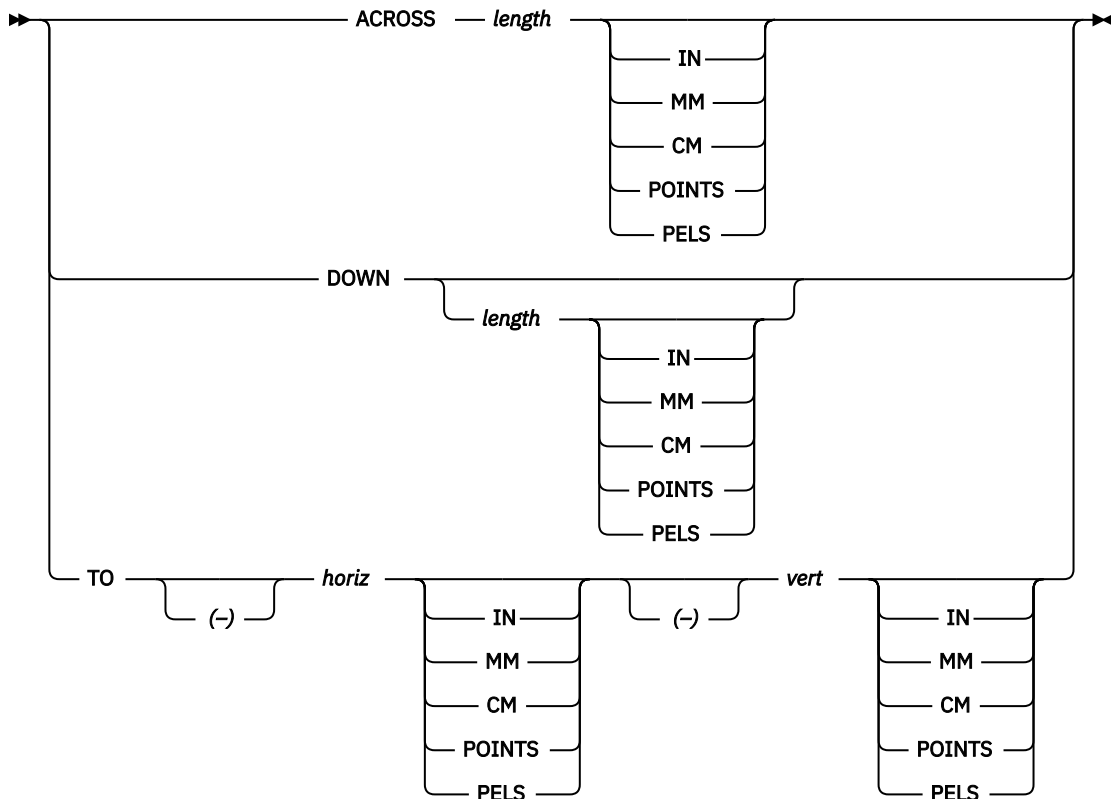 ACROSS length
IN
MM
CM
POINTS
PELS
DOWN
length
IN
MM
CM
POINTS
PELS
TO (–) horiz (–) vert
IN IN
MM MM
CM CM
POINTS POINTS
PELS PELS